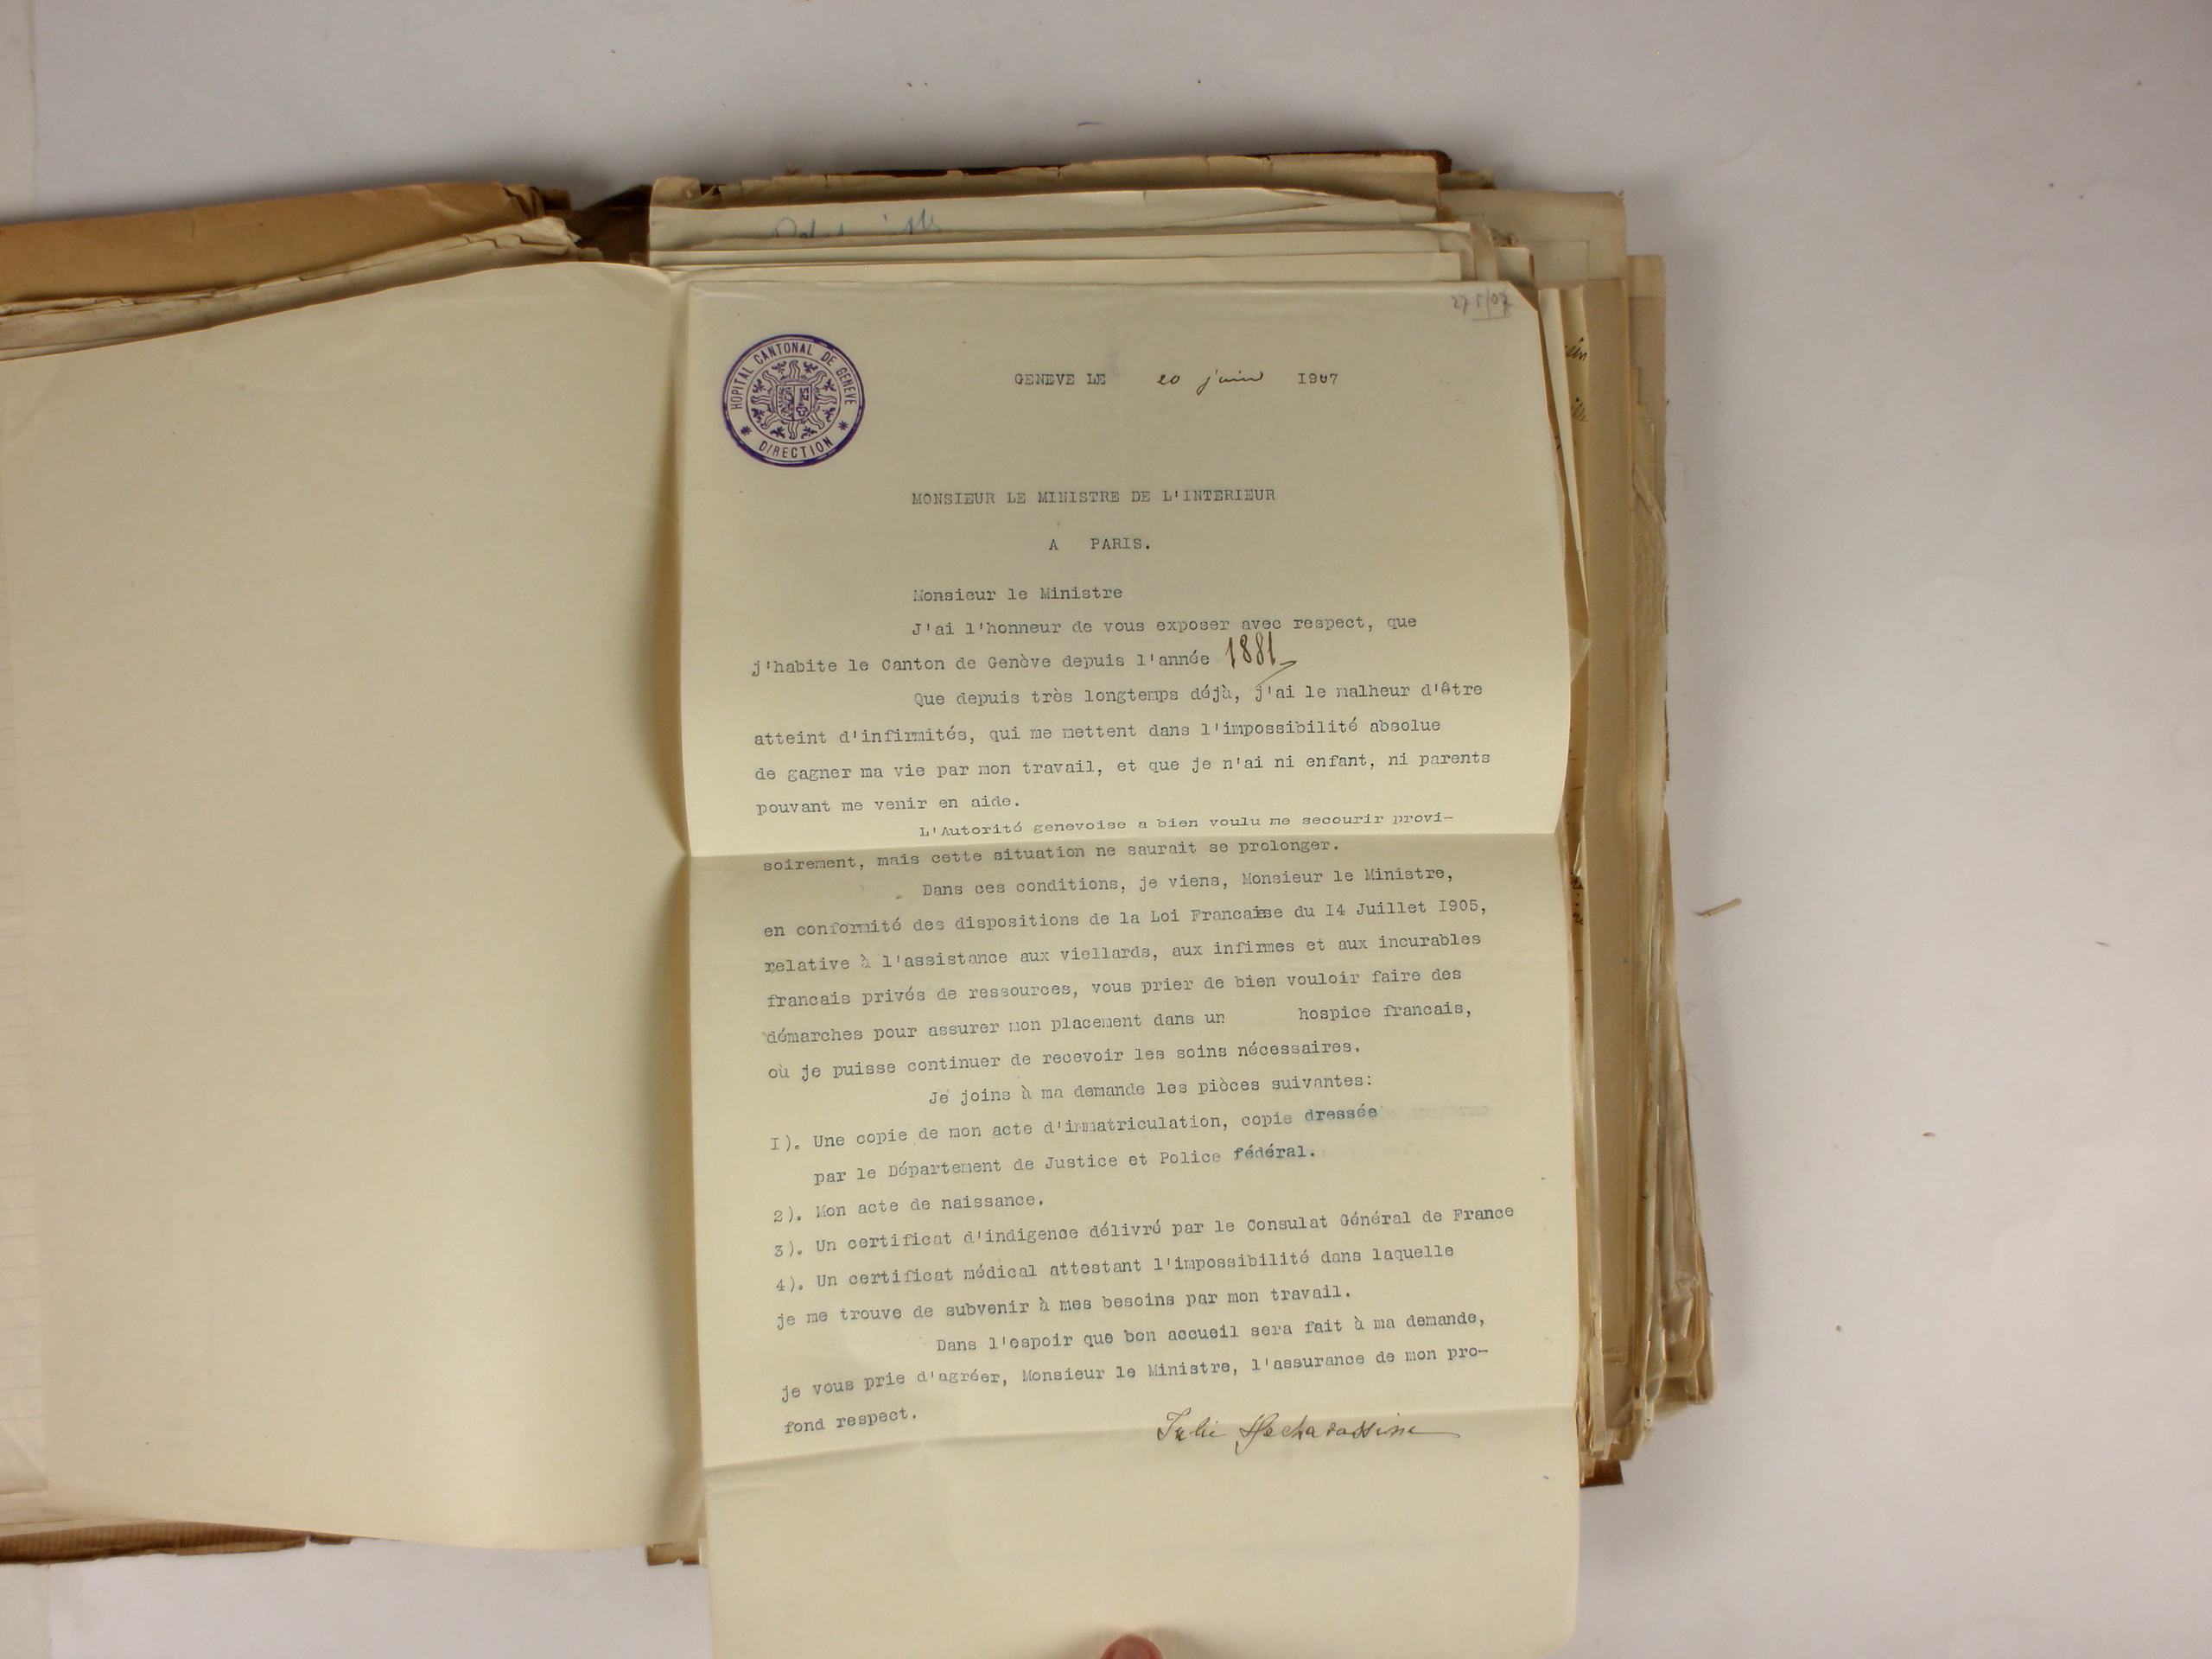 275/07
HOPITAL CANTONAL DE GENEVE
* DIRECTION *
GENEVE LE 20 juin 1907
MONSIEUR LE MINISTRE DE L'INTERIEUR
A PARIS.
Monsieur le Ministre
J'ai l'honneur de vous exposer avec respect, que
j'habite le Canton de Genève depuis l'année 1881
Que depuis très longtemps déjà, j'ai le malheur d'être
atteint d'infirmités, qui me mettent dans l'impossibilité absolue
de gagner ma vie par mon travail, et que je n'ai ni enfant, ni parents
pouvant me venir en aide.
L'Autorité genevoise a bien voulu me secourir provi-
soirement, mais cette situation ne saurait se prolonger.
Dans ces conditions, je viens, Monsieur le Ministre,
en conformité des dispositions de la Loi Francaise du I4 Juillet I905,
relative à l'assistance aux viellards, aux infirmes et aux incurables
francais privés de ressources, vous prier de bien vouloir faire des
démarches pour assurer mon placement dans un hospice francais,
où je puisse continuer de recevoir les soins nécessaires.
Je joins à ma demande les pièces suivantes:
I). Une copie de mon acte d'immatriculation, copie dressée
par le Département de Justice et Police fédéral.
2). Mon acte de naissance.
3). Un certificat d'indigence délivré par le Consulat Général de France
4). Un certificat médical attestant l'impossibilité dans laquelle
je me trouve de subvenir à mes besoins par mon travail.
Dans l'espoir que bon accueil sera fait à ma demande,
je vous prie d'agréer, Monsieur le Ministre, l'assurance de mon pro-
fond respect.
Julie